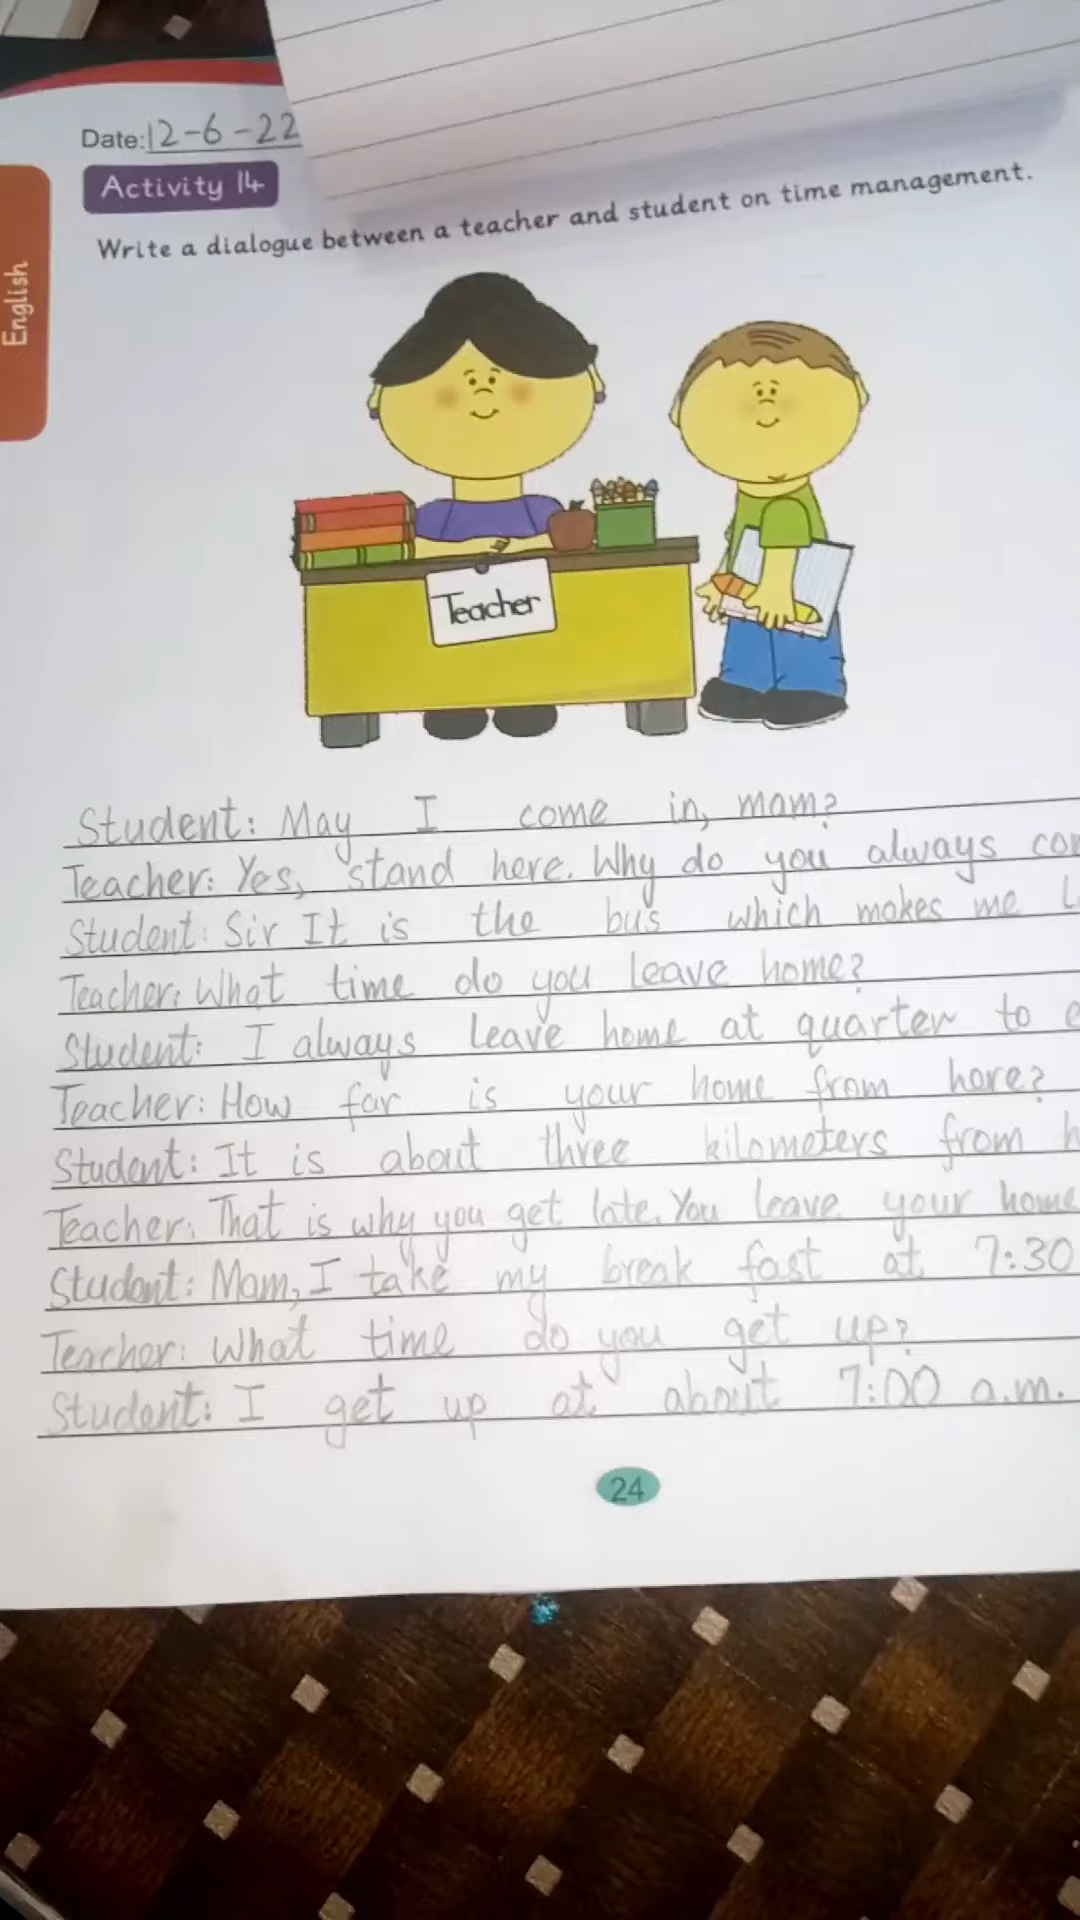 Date: 12-6-22
Activity 14
Write a dialogue between a teacher and student on time management.
English
Teacher
Student: May I come in, mam?
Teacher: Yes, stand here. Why do you always
Student: Sir It is the bus which makes me
Teacher: What time do you leave home?
Student: I always leave home at quarter to
Teacher: How far is your home from here?
Student: It is about three kilometers from
Teacher: That is why you get late. You leave your home
Student: Mam, I take my break fast at 7:30
Teacher: What time do you get up?
Student: I get up at about 7:00 a.m.
24